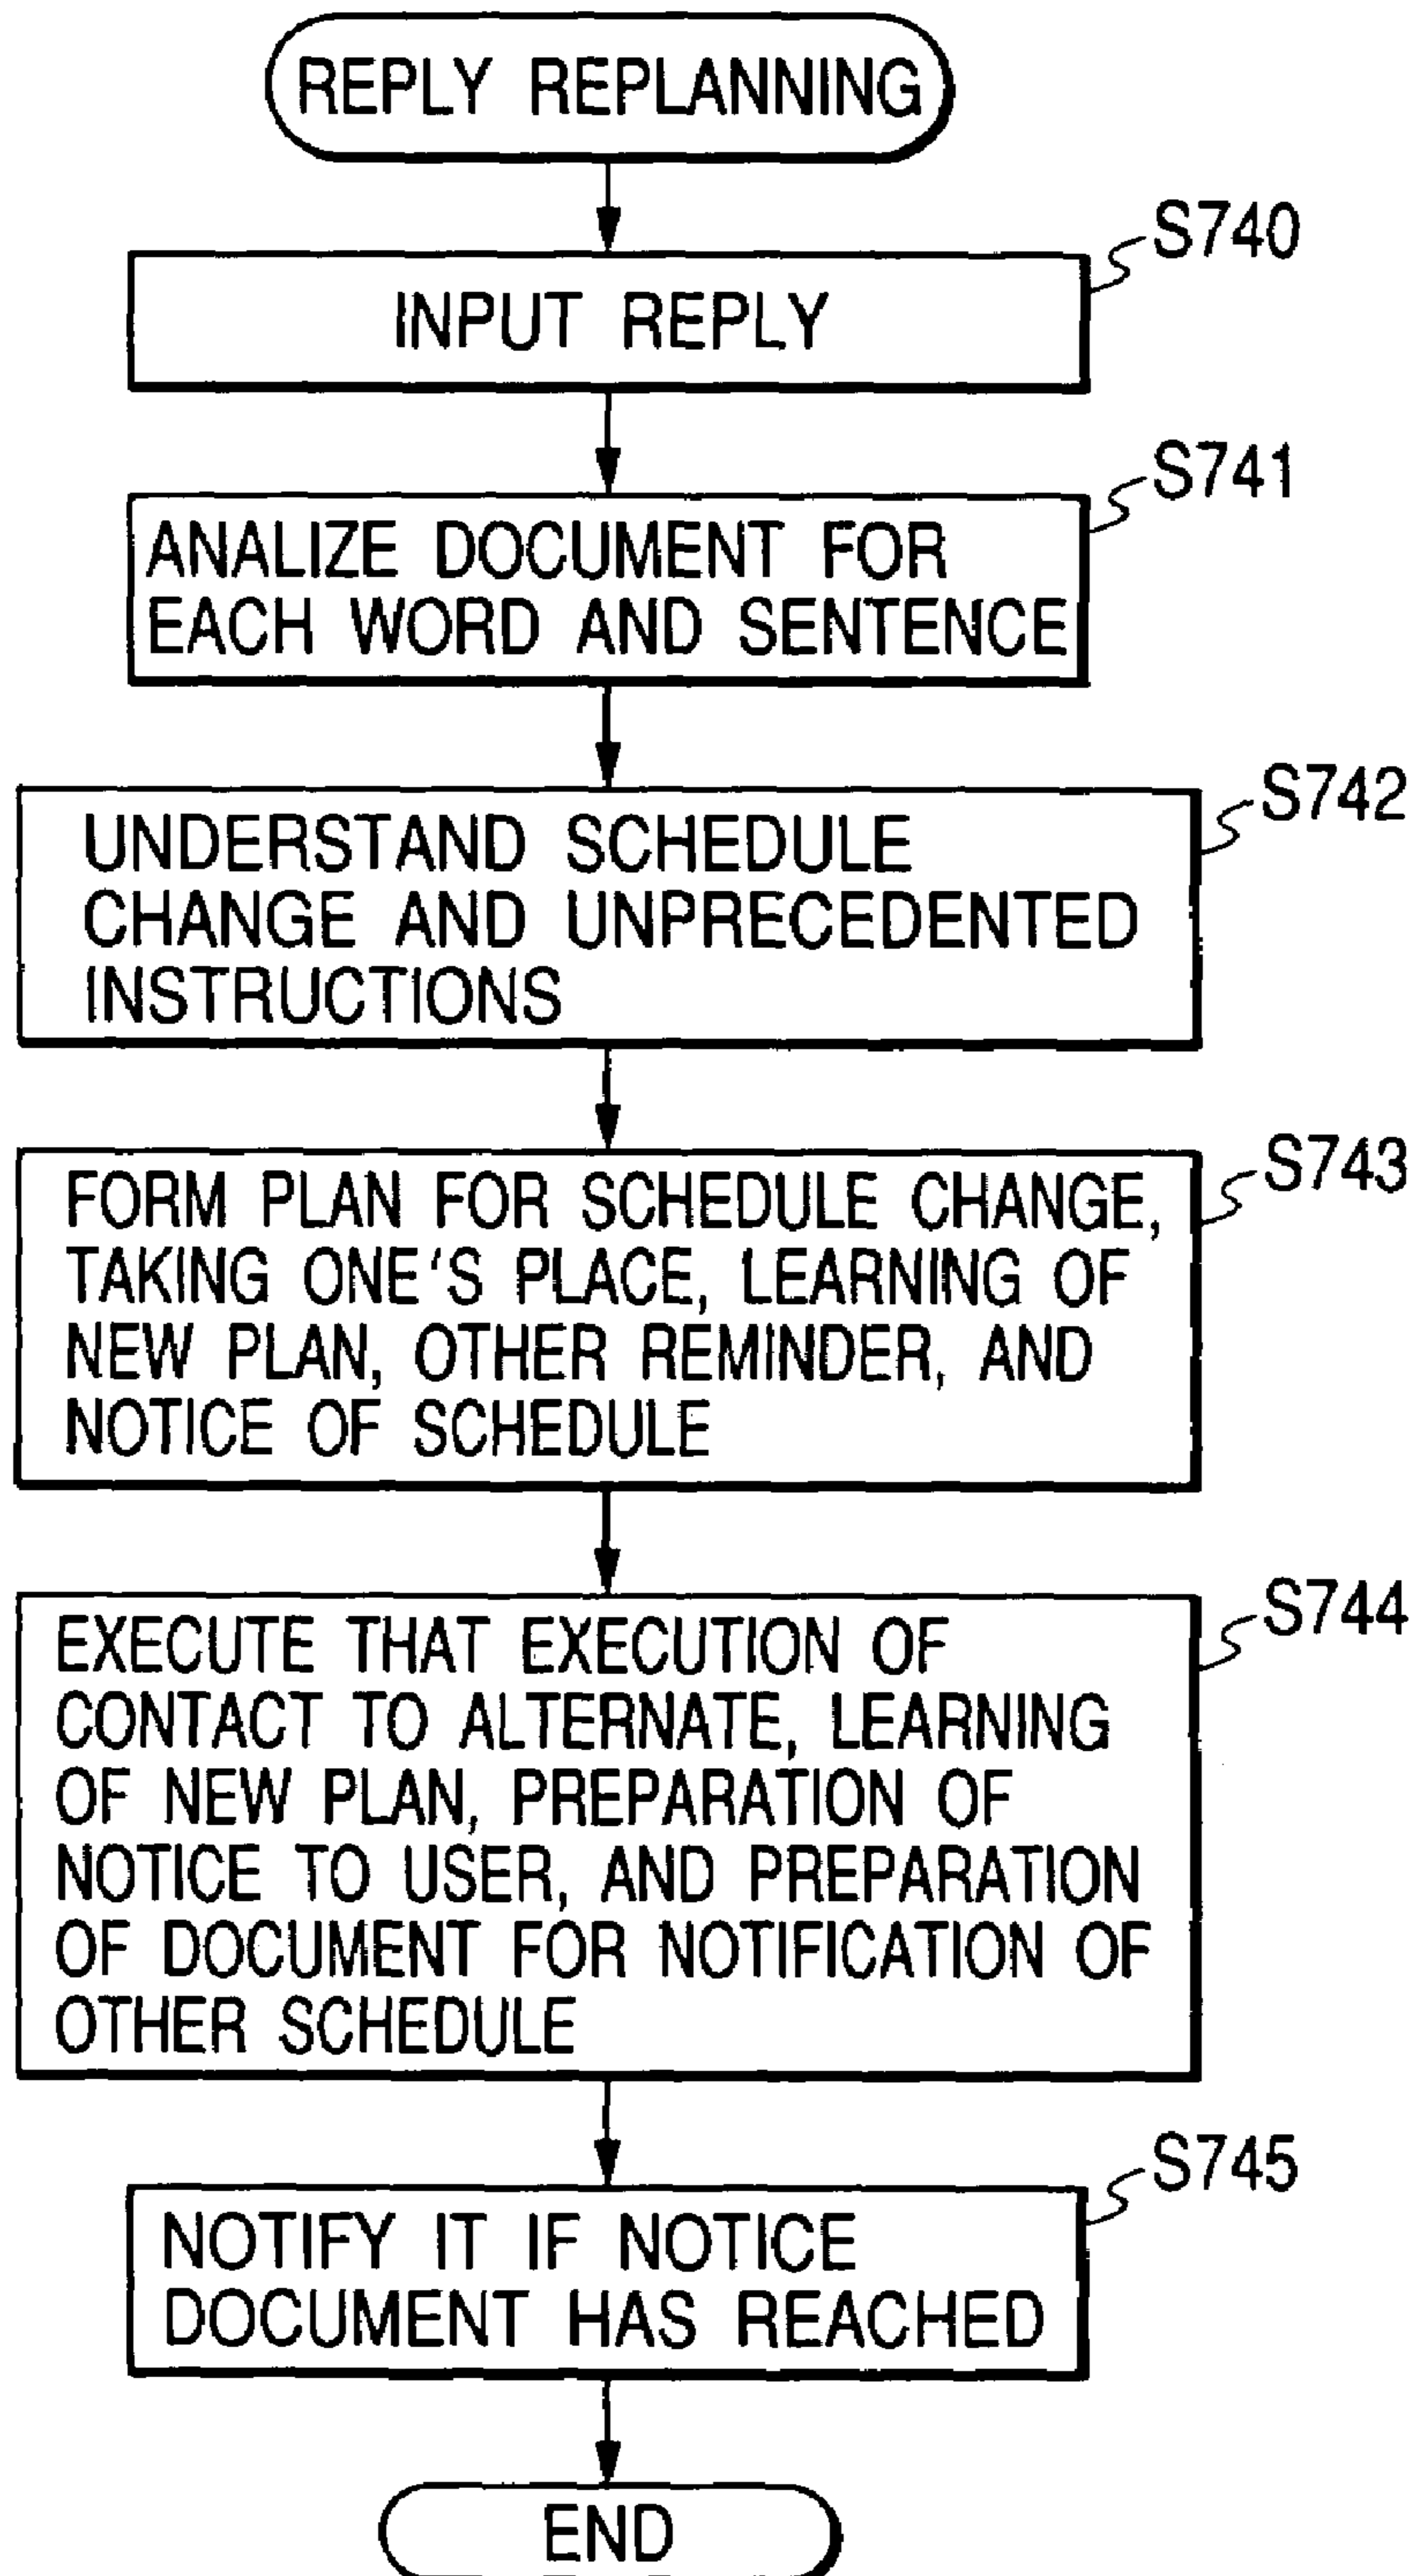 REPLY REPLANNING
S740
INPUT REPLY
S741
ANALIZE DOCUMENT FOR
EACH WORD AND SENTENCE
S742
UNDERSTAND SCHEDULE
CHANGE AND UNPRECEDENTED
INSTRUCTIONS
S743
FORM PLAN FOR SCHEDULE CHANGE,
TAKING ONE'S PLACE, LEARNING OF
NEW PLAN, OTHER REMINDER, AND
NOTICE OF SCHEDULE
S744
EXECUTE THAT EXECUTION OF
CONTACT TO ALTERNATE, LEARNING
OF NEW PLAN, PREPARATION OF
NOTICE TO USER, AND PREPARATION
OF DOCUMENT FOR NOTIFICATION OF
OTHER SCHEDULE
S745
NOTIFY IT IF NOTICE
DOCUMENT HAS REACHED
END